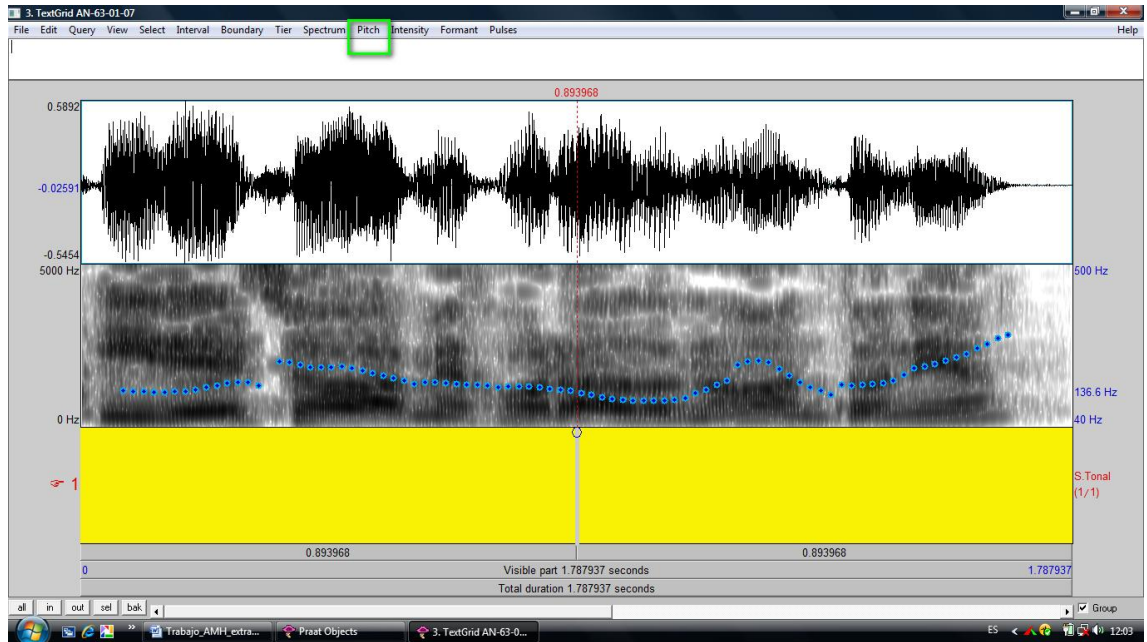 3. TextGrid AN-63-01-07
File Edit Query View Select Interval Boundary Tier Spectrum Pitch Intensity Formant Pulses Help
0.893968
0.5892
-0.02591
-0.5454
5000 Hz 500 Hz
136.6 Hz
0 Hz 40 Hz
1 S.Tonal
(1/1)
0.893968 0.893968
0 Visible part 1.787937 seconds 1.787937
Total duration 1.787937 seconds
all in out sel bak Group
Trabajo_AMH_extra... Praat Objects 3. TextGrid AN-63-0... ES 12:03